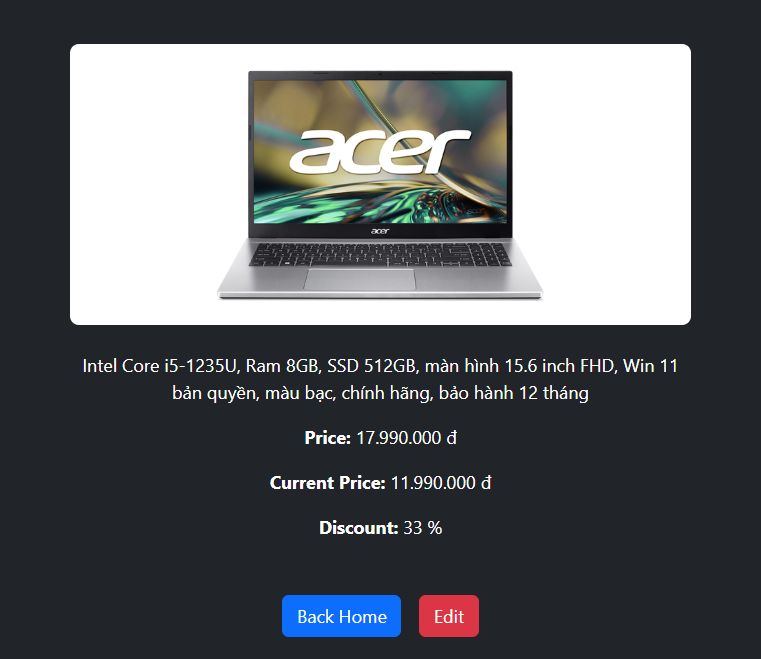 acer
acer
Intel Core i5-1235U, Ram 8GB, SSD 512GB, màn hình 15.6 inch FHD, Win 11
bản quyền, màu bạc, chính hãng, bảo hành 12 tháng
Price: 17.990.000 đ
Current Price: 11.990.000 đ
Discount: 33 %
Back Home Edit